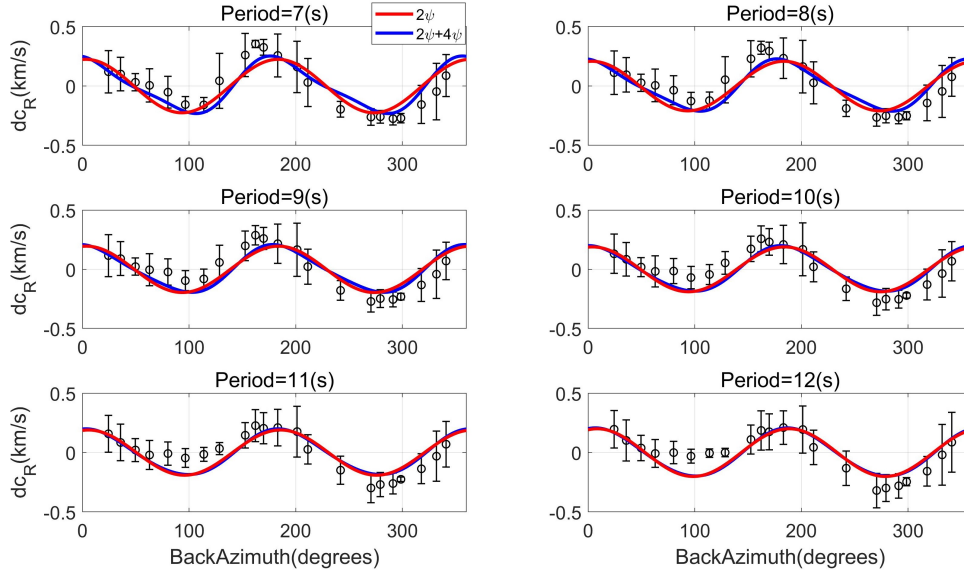 Period=7(s)
2ψ
2ψ+4ψ
0.5
0
-0.5
dc_R(km/s)
0 100 200 300
Period=8(s)
0.5
0
-0.5
0 100 200 300
Period=9(s)
0.5
0
-0.5
dc_R(km/s)
0 100 200 300
Period=10(s)
0.5
0
-0.5
0 100 200 300
Period=11(s)
0.5
0
-0.5
dc_R(km/s)
0 100 200 300
BackAzimuth(degrees)
Period=12(s)
0.5
0
-0.5
0 100 200 300
BackAzimuth(degrees)